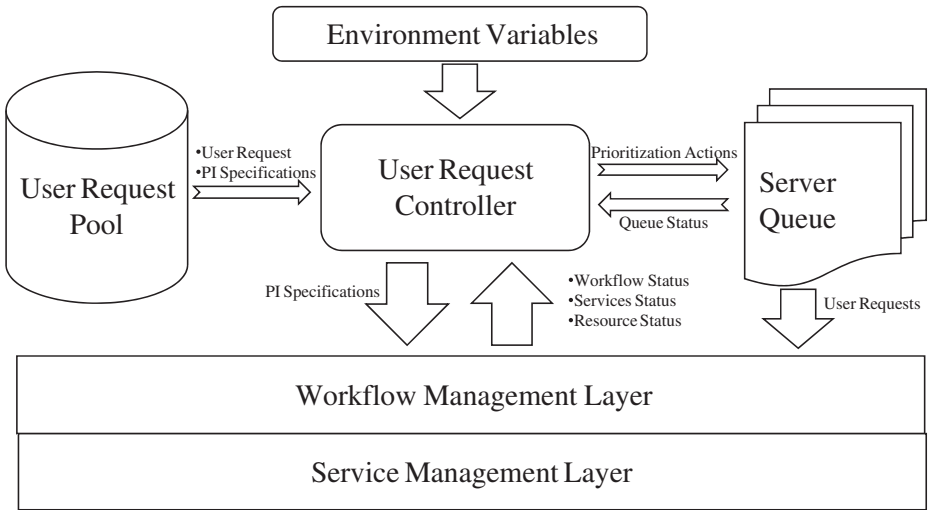 Environment Variables
•User Request
•PI Specifications
User Request
Pool
User Request
Controller
Prioritization Actions
Queue Status
Server
Queue
PI Specifications
•Workflow Status
•Services Status
•Resource Status
User Requests
Workflow Management Layer
Service Management Layer